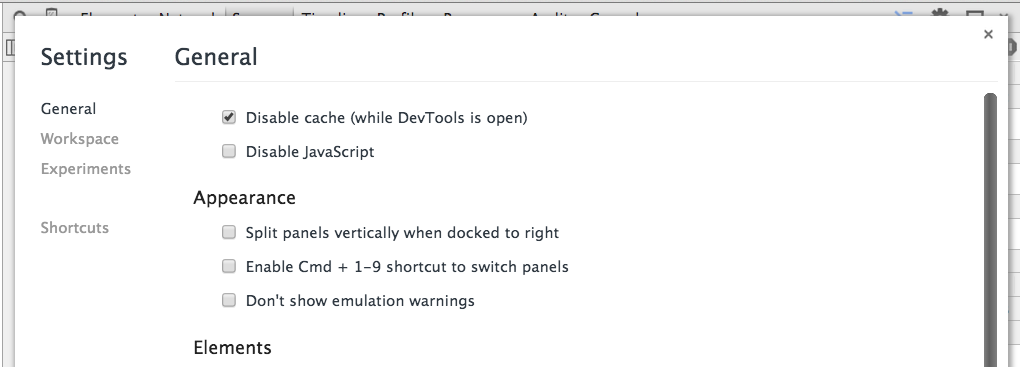 Settings
General
General
Workspace
Experiments
Shortcuts
Disable cache (while DevTools is open)
Disable JavaScript
Appearance
Split panels vertically when docked to right
Enable Cmd + 1-9 shortcut to switch panels
Don't show emulation warnings
Elements